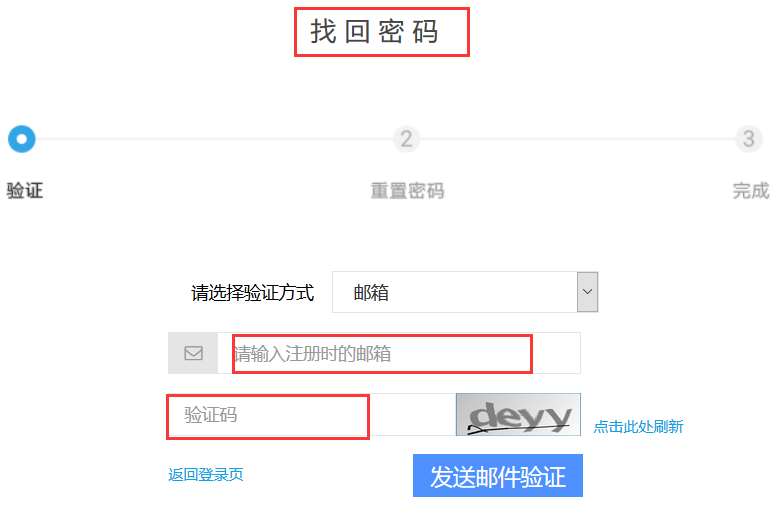 找回密码
2 3
验证 重置密码 完成
请选择验证方式 邮箱
请输入注册时的邮箱
验证码 deyy 点击此处刷新
返回登录页 发送邮件验证